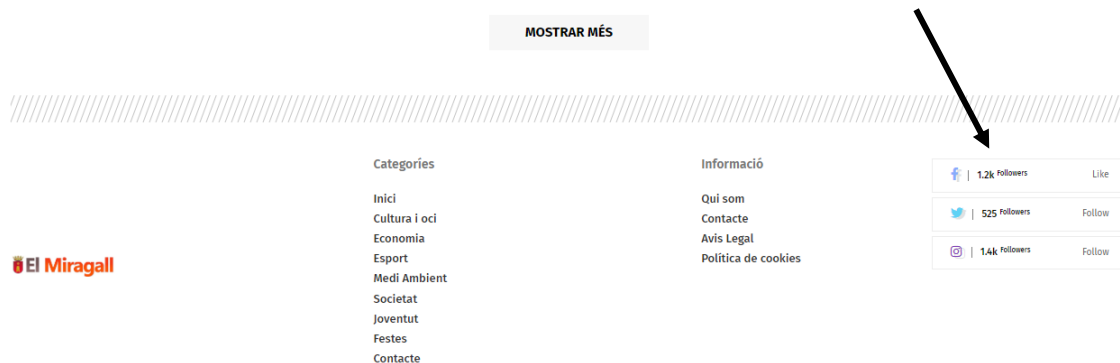 MOSTRAR MÉS
El Miragall
Categoríes
Inici
Cultura i oci
Economia
Esport
Medi Ambient
Societat
Joventut
Festes
Contacte
Informació
Qui som
Contacte
Avis Legal
Política de cookies
| 1.2k Followers Like
| 525 Followers Follow
| 1.4k Followers Follow